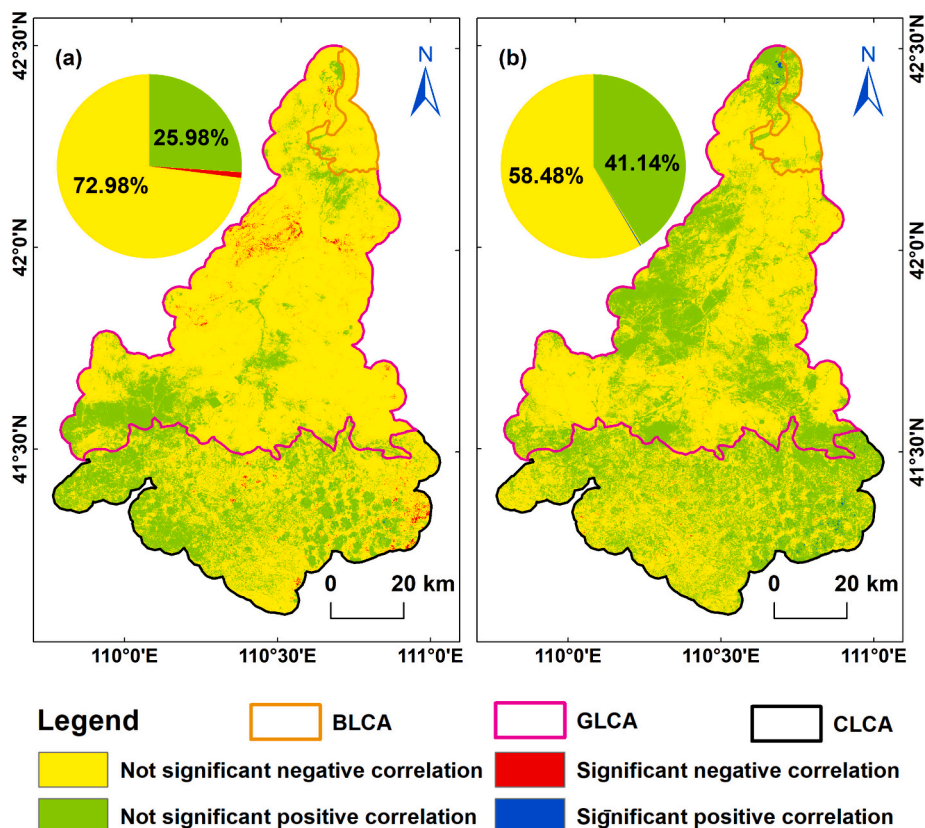 (a)
N
25.98%
72.98%
42°30'N
42°0'N
41°30'N
0 20 km
110°0'E 110°30'E 111°0'E
(b)
N
41.14%
58.48%
42°30'N
42°0'N
41°30'N
0 20 km
110°0'E 110°30'E 111°0'E
Legend BLCA GLCA CLCA
Not significant negative correlation Significant negative correlation
Not significant positive correlation Significant positive correlation